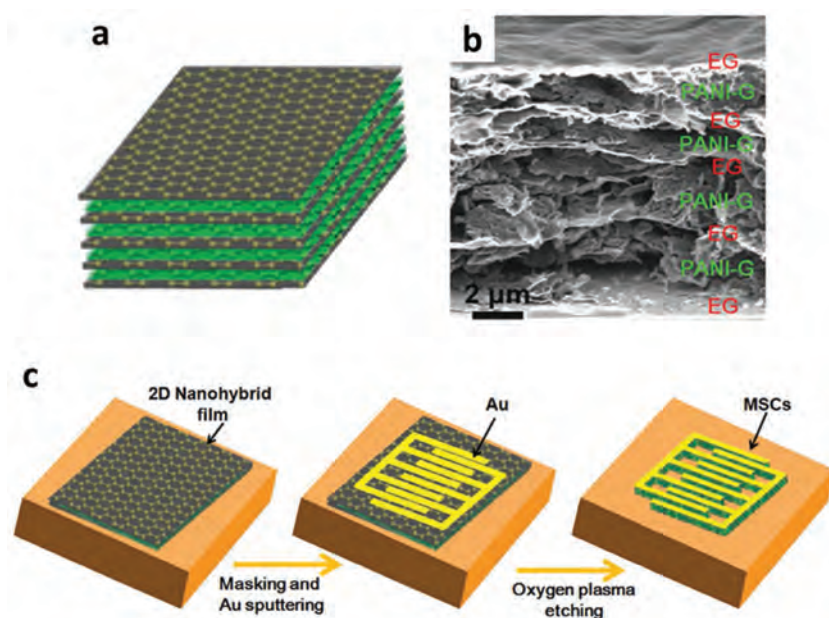 a
b
EG
PANI-G
EG
PANI-G
EG
PANI-G
EG
PANI-G
EG
2 µm
c
2D Nanohybrid
film
Au
MSCs
Masking and
Au sputtering
Oxygen plasma
etching